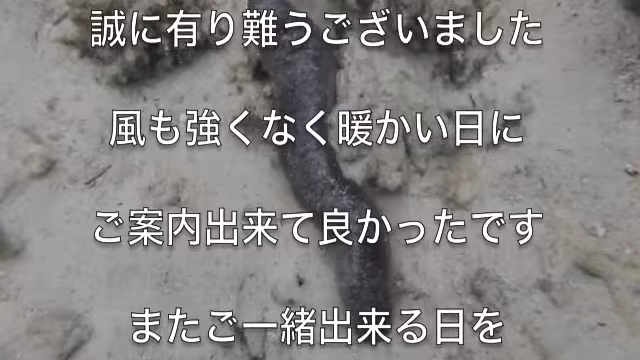 誠に有り難うございました
風も強くなく暖かい日に
ご案内出来て良かったです
またご一緒出来る日を